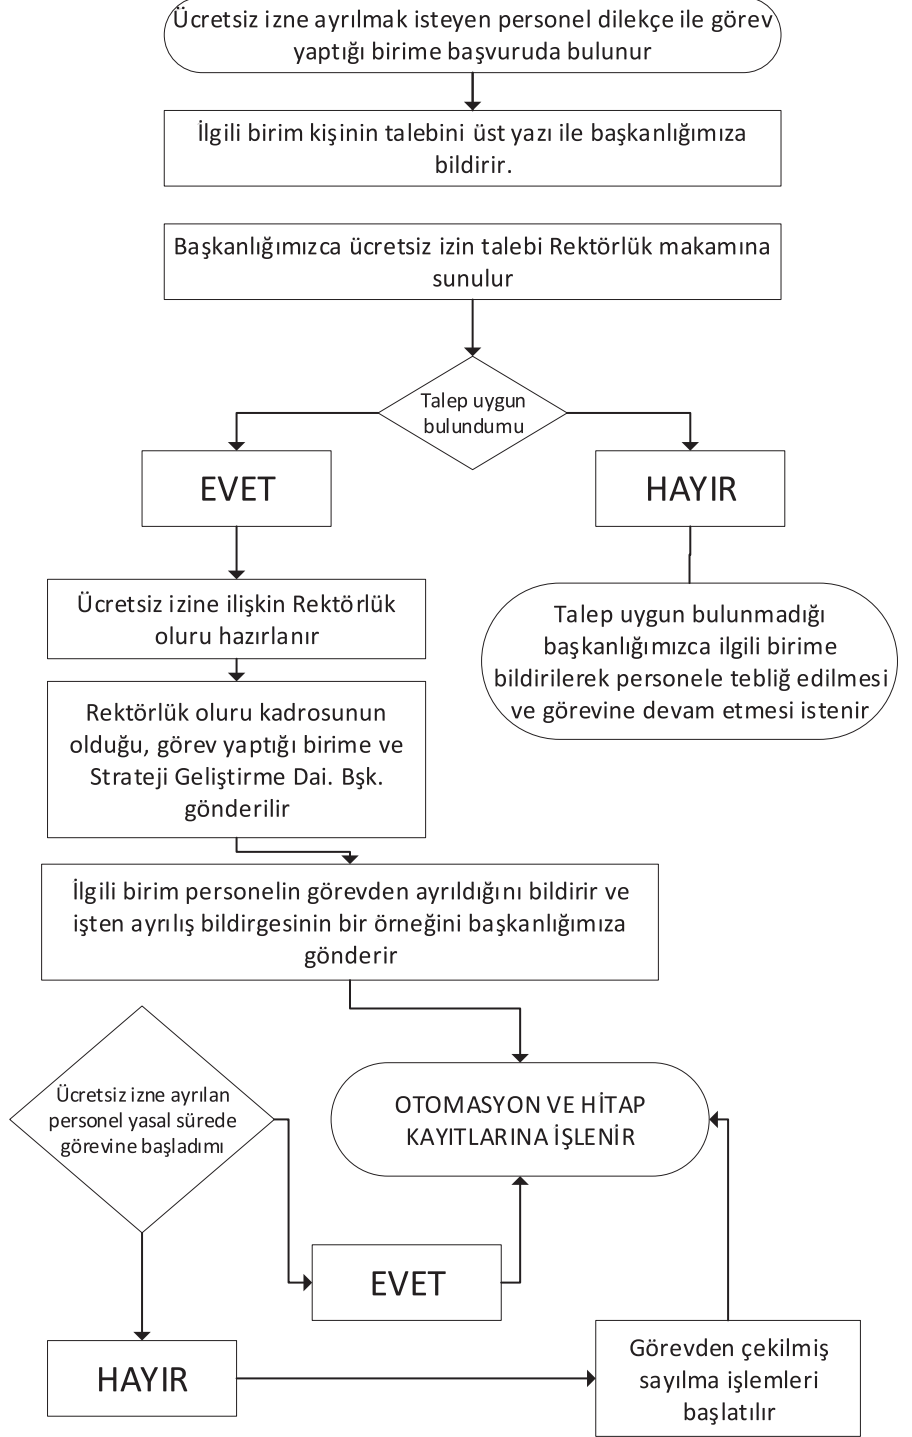 Ücretsiz izne ayrılmak isteyen personel dilekçe ile görev
yaptığı birime başvuruda bulunur
İlgili birim kişinin talebini üst yazı ile başkanlığımıza
bildirir.
Başkanlığımızca ücretsiz izin talebi Rektörlük makamına
sunulur
Talep uygun
bulundumu
EVET
HAYIR
Ücretsiz izine ilişkin Rektörlük
oluru hazırlanır
Talep uygun bulunmadığı
başkanlığımızca ilgili birime
bildirilerek personele tebliğ edilmesi
ve görevine devam etmesi istenir
Rektörlük oluru kadrosunun
olduğu, görev yaptığı birime ve
Strateji Geliştirme Dai. Bşk.
gönderilir
İlgili birim personelin görevden ayrıldığını bildirir ve
işten ayrılış bildirgesinin bir örneğini başkanlığımıza
gönderir
Ücretsiz izne ayrılan
personel yasal sürede
görevine başladımı
OTOMASYON VE HİTAP
KAYITLARINA İŞLENİR
EVET
HAYIR
Görevden çekilmiş
sayılma işlemleri
başlatılır